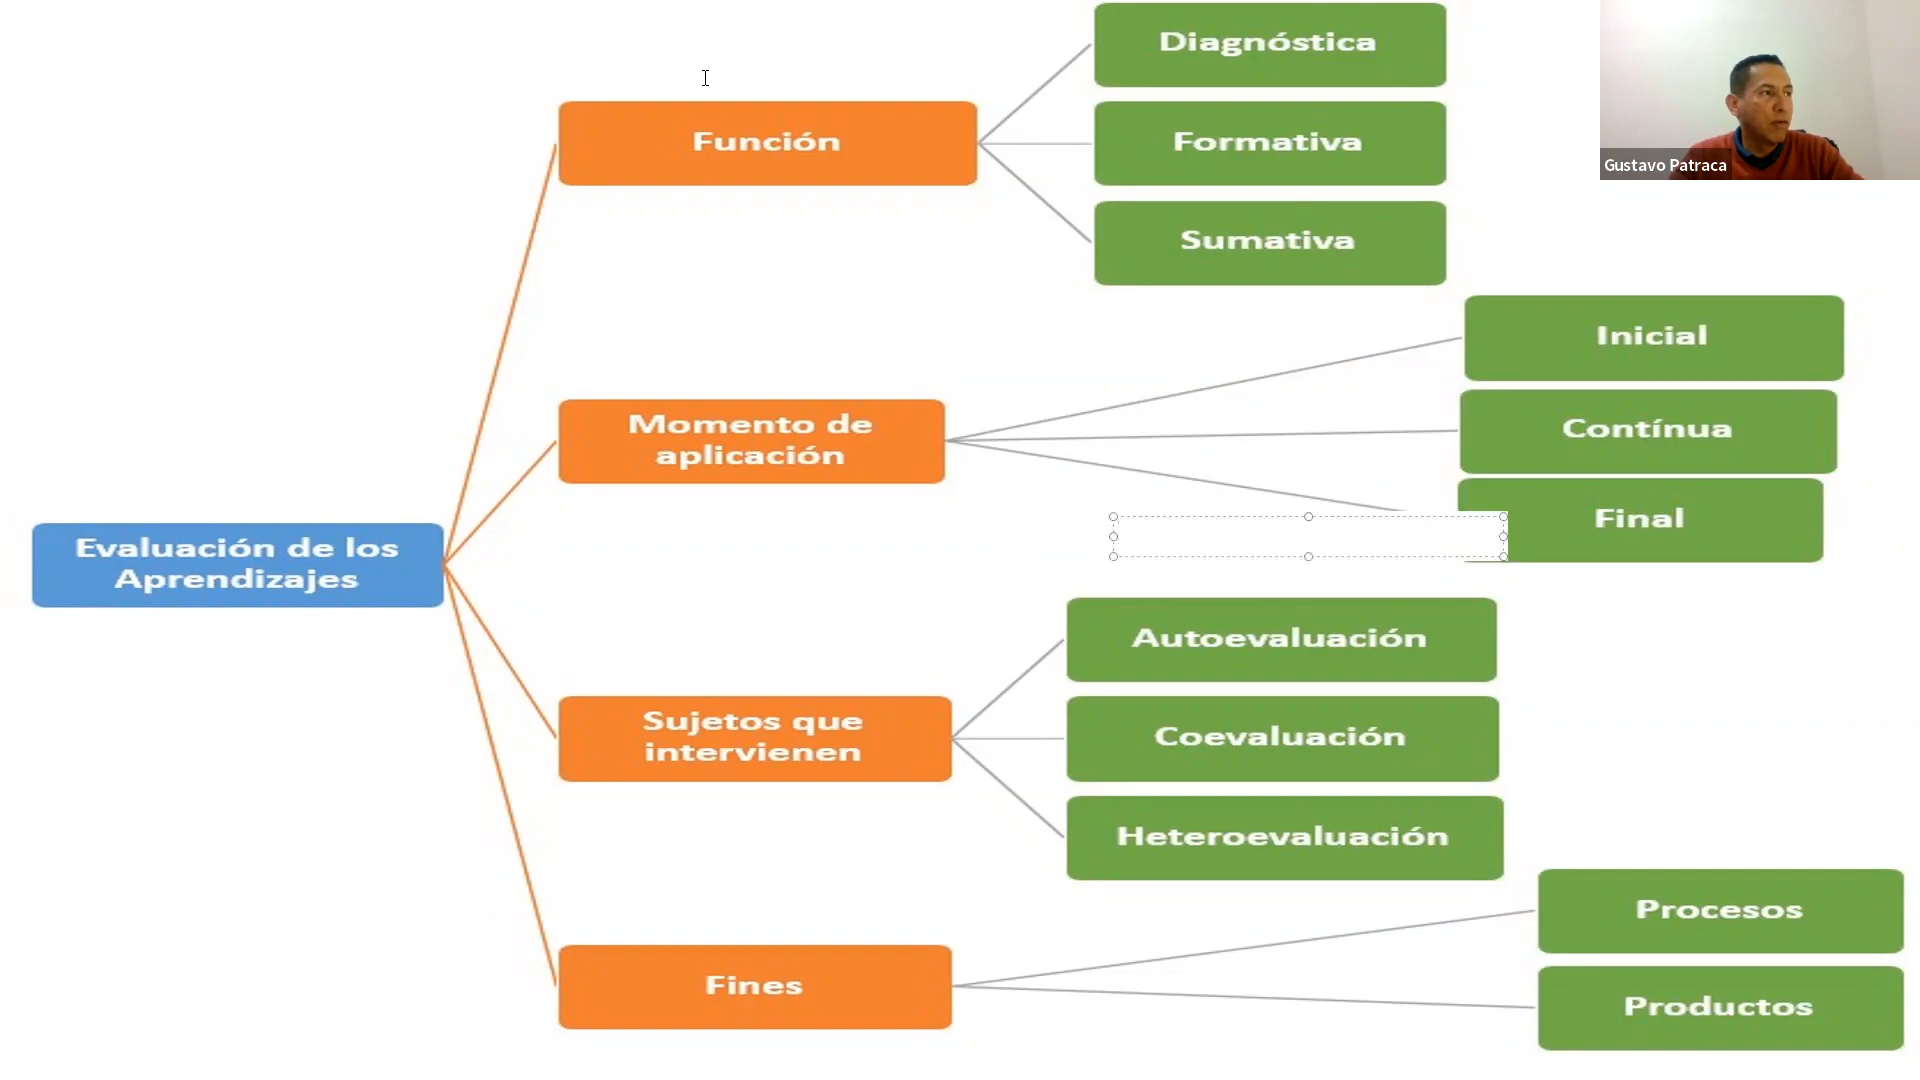 Diagnóstica
Función
Formativa
Gustavo Patraca
Sumativa
Inicial
Momento de
aplicación
Contínua
Final
Evaluación de los
Aprendizajes
Autoevaluación
Sujetos que
intervienen
Coevaluación
Heteroevaluación
Procesos
Fines
Productos